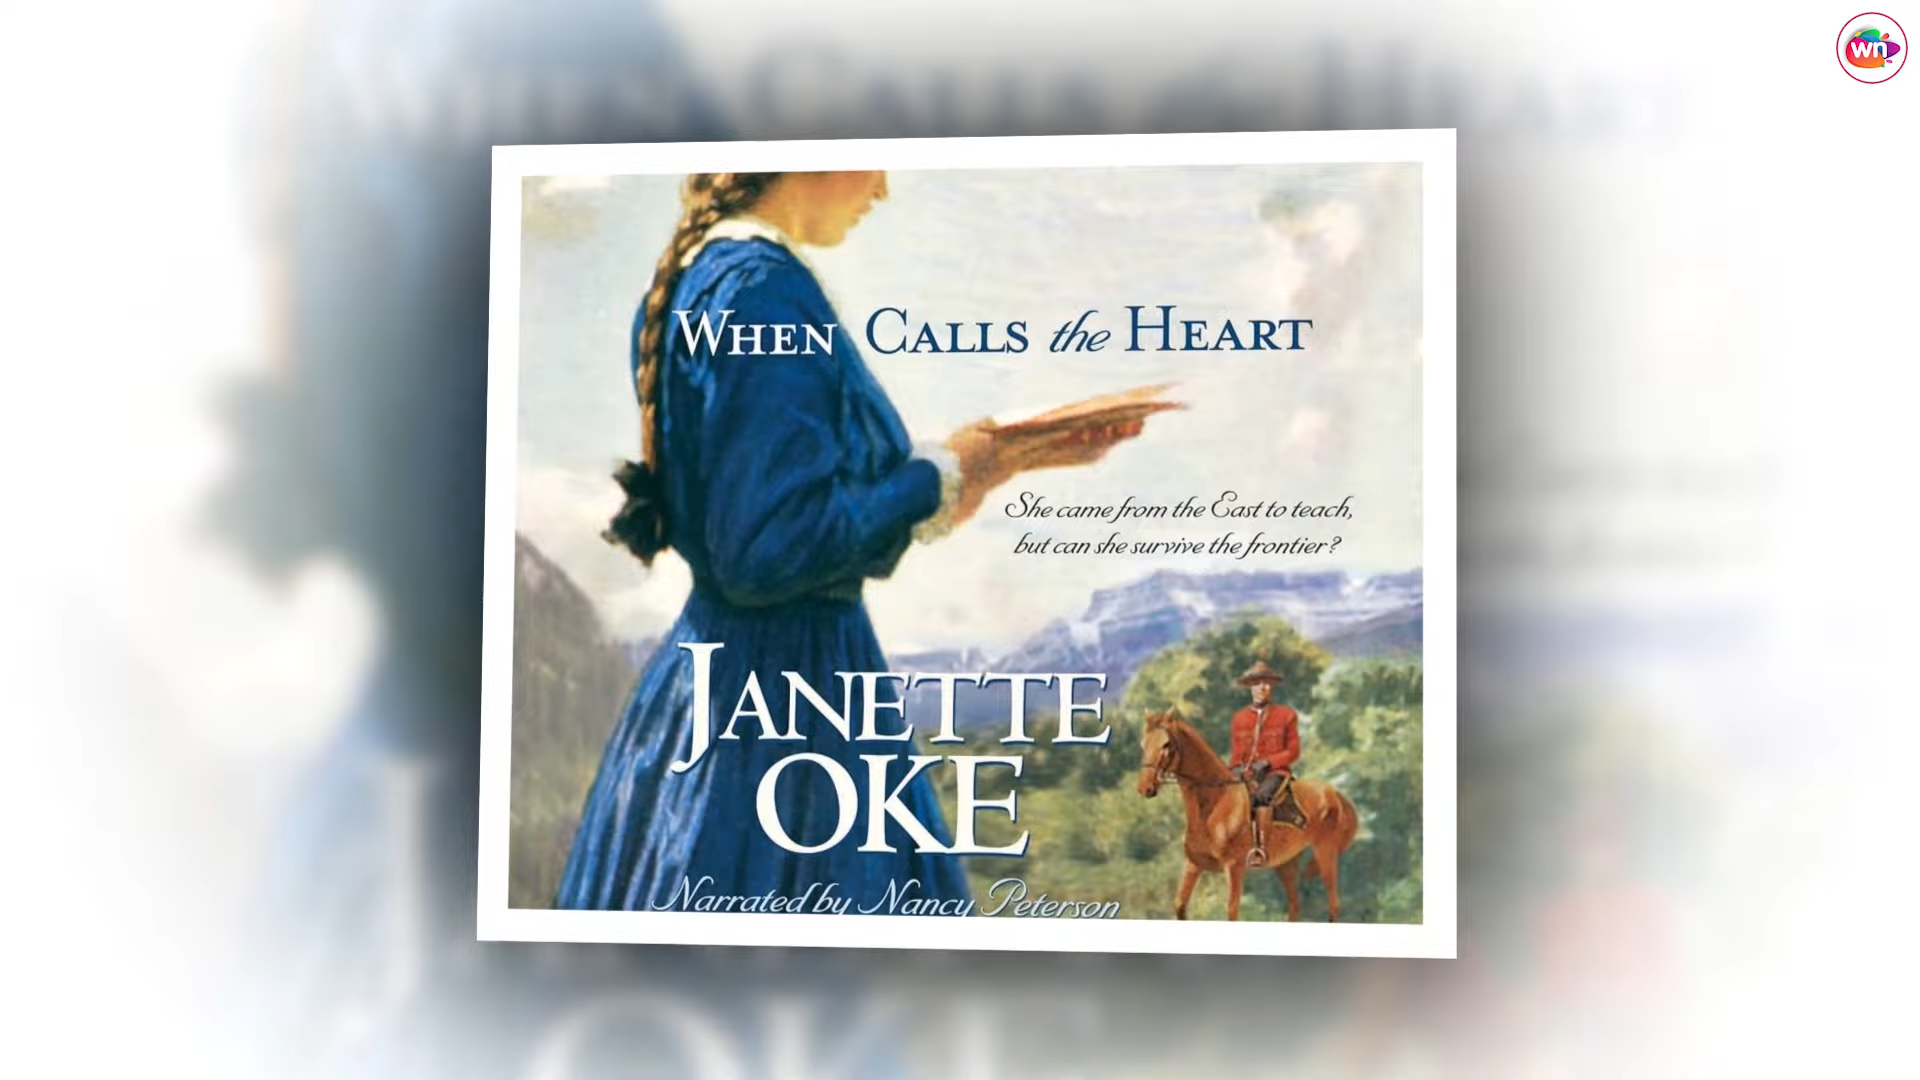 wn
WHEN CALLS the HEART
She came from the East to teach,
but can she survive the frontier?
JANETTE
OKE
Narrated by Nancy Peterson